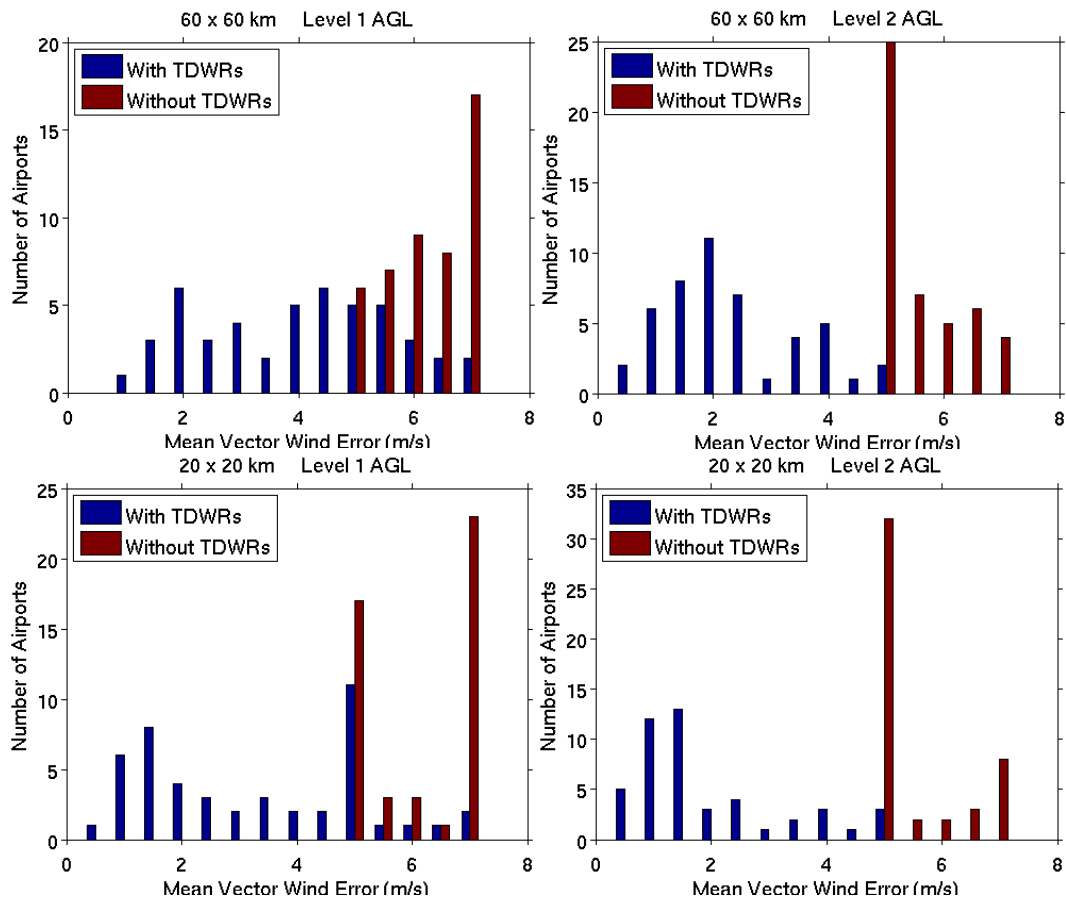 60 x 60 km Level 1 AGL
20
15
10
5
0
Number of Airports
With TDWRs
Without TDWRs
0 2 4 6 8
Mean Vector Wind Error (m/s)
60 x 60 km Level 2 AGL
25
20
15
10
5
0
Number of Airports
With TDWRs
Without TDWRs
0 2 4 6 8
Mean Vector Wind Error (m/s)
20 x 20 km Level 1 AGL
25
20
15
10
5
0
Number of Airports
With TDWRs
Without TDWRs
0 2 4 6 8
Mean Vector Wind Error (m/s)
20 x 20 km Level 2 AGL
35
30
25
20
15
10
5
0
Number of Airports
With TDWRs
Without TDWRs
0 2 4 6 8
Mean Vector Wind Error (m/s)